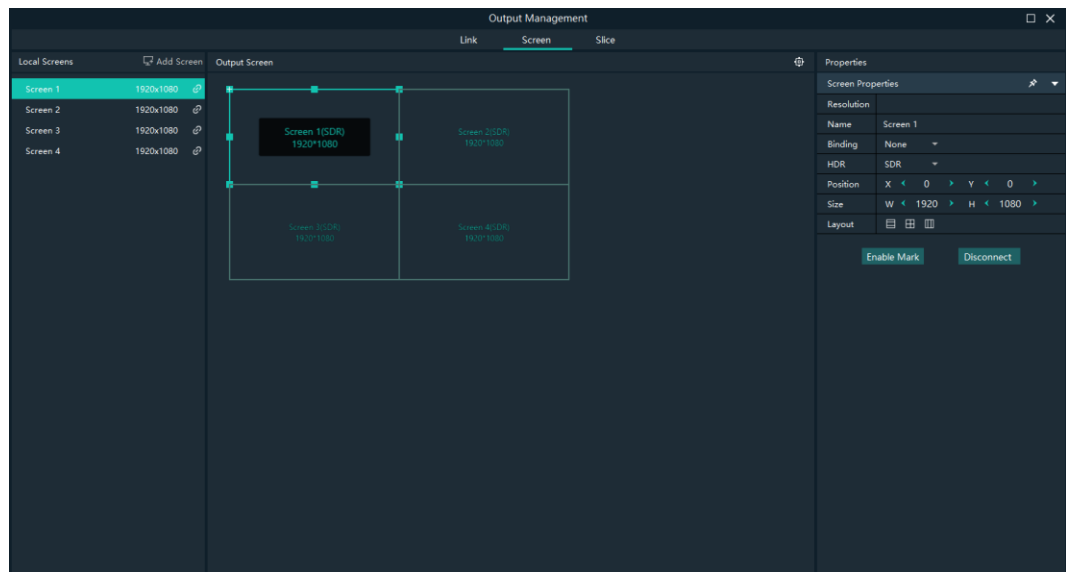 Output Management
Link Screen Slice
Local Screens Add Screen
Screen 1 1920x1080
Screen 2 1920x1080
Screen 3 1920x1080
Screen 4 1920x1080
Output Screen
Screen 1(SDR)
1920*1080
Screen 2(SDR)
1920*1080
Screen 3(SDR)
1920*1080
Screen 4(SDR)
1920*1080
Properties
Screen Properties
Resolution
Name Screen 1
Binding None
HDR SDR
Position X 0 Y 0
Size W 1920 H 1080
Layout
Enable Mark Disconnect